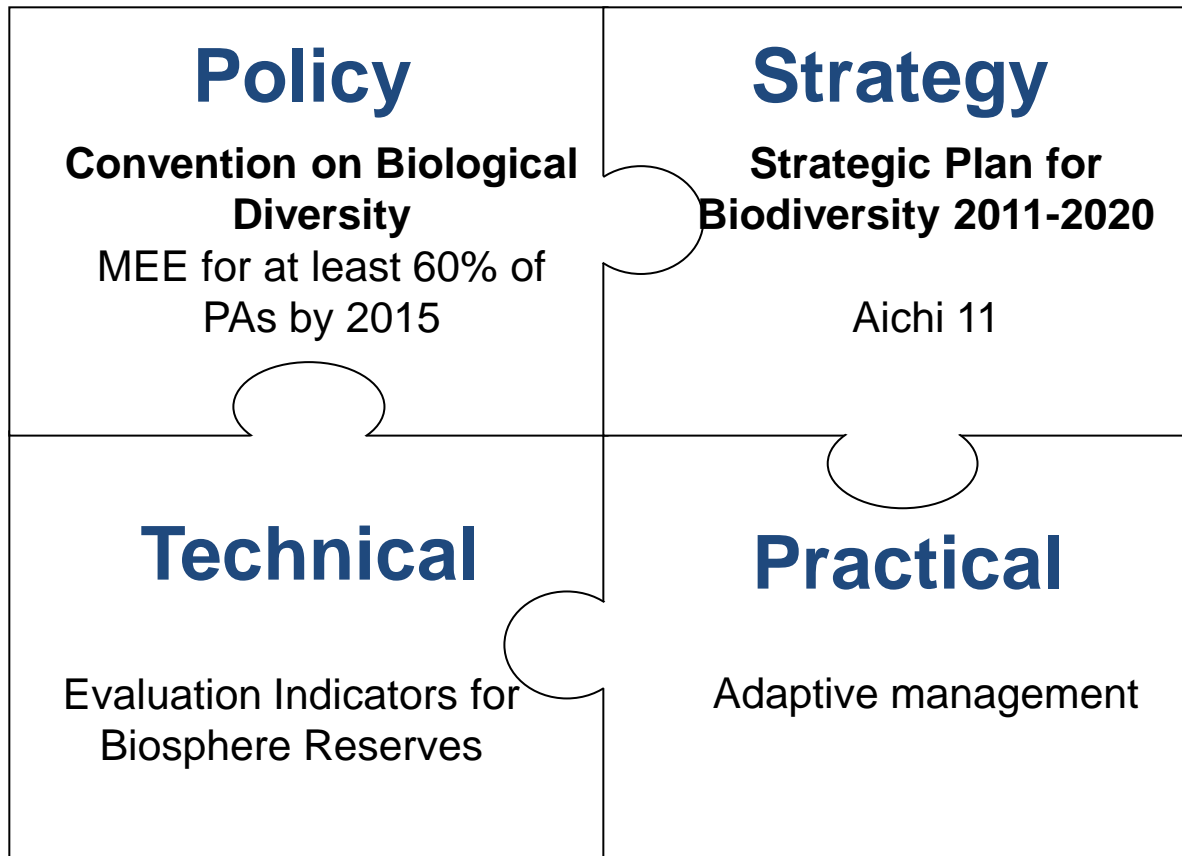 Policy
Convention on Biological
Diversity
MEE for at least 60% of
PAs by 2015
Strategy
Strategic Plan for
Biodiversity 2011-2020
Aichi 11
Technical
Evaluation Indicators for
Biosphere Reserves
Practical
Adaptive management